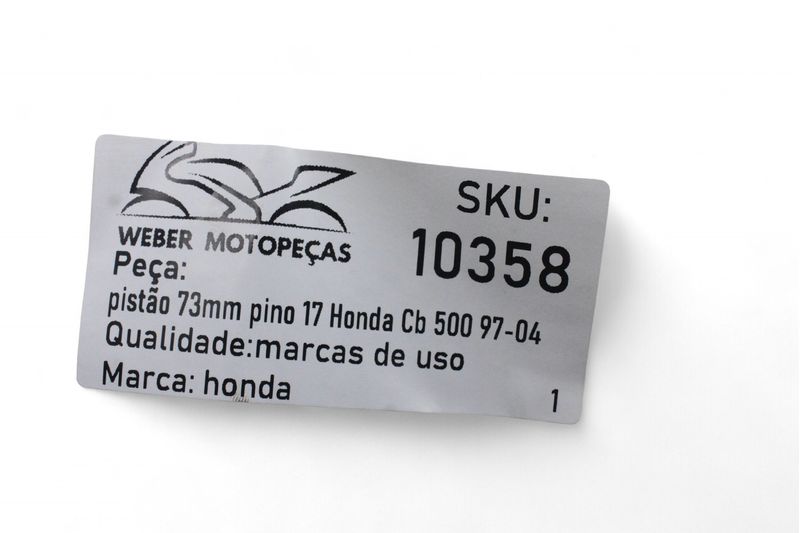 WEBER MOTOPEÇAS
SKU:
10358
Peça:
pistão 73mm pino 17 Honda Cb 500 97-04
Qualidade:marcas de uso
Marca: honda
1